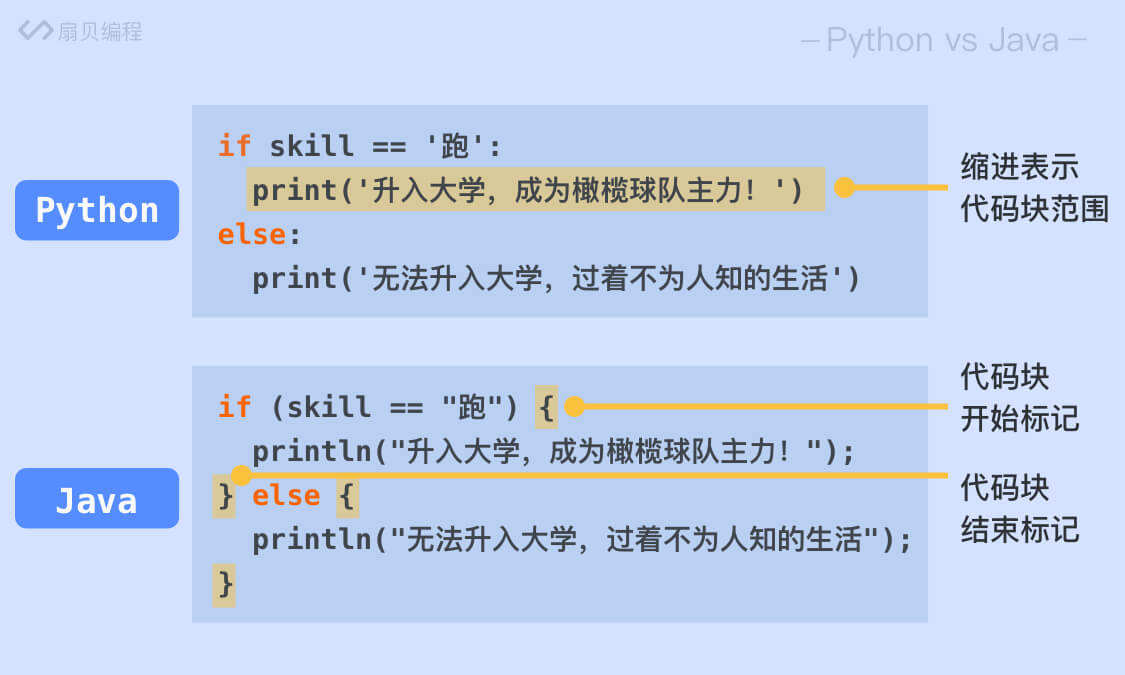 扇贝编程
Python vs Java
Python
if skill == '跑':
print('升入大学，成为橄榄球队主力！')
else:
print('无法升入大学，过着不为人知的生活')
缩进表示
代码块范围
Java
if (skill == "跑") {
println("升入大学，成为橄榄球队主力！");
} else {
println("无法升入大学，过着不为人知的生活");
}
代码块
开始标记
代码块
结束标记